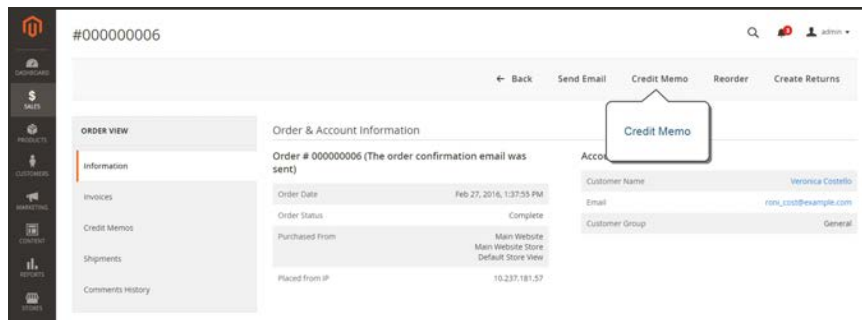 #000000006
admin
DASHBOARD
← Back Send Email Credit Memo Reorder Create Returns
SALES
Credit Memo
PRODUCTS
ORDER VIEW
Order & Account Information
Order # 000000006 (The order confirmation email was
sent)
Information
CUSTOMERS
Customer Name Veronica Costello
Order Date Feb 27, 2016, 1:37:55 PM
Invoices
MARKETING
Email roni_cost@example.com
Order Status Complete
Customer Group General
Credit Memos
CONTENT
Purchased From Main Website
Main Website Store
Default Store View
Shipments
REPORTS
Placed from IP 10.237.181.57
Comments History
STORES